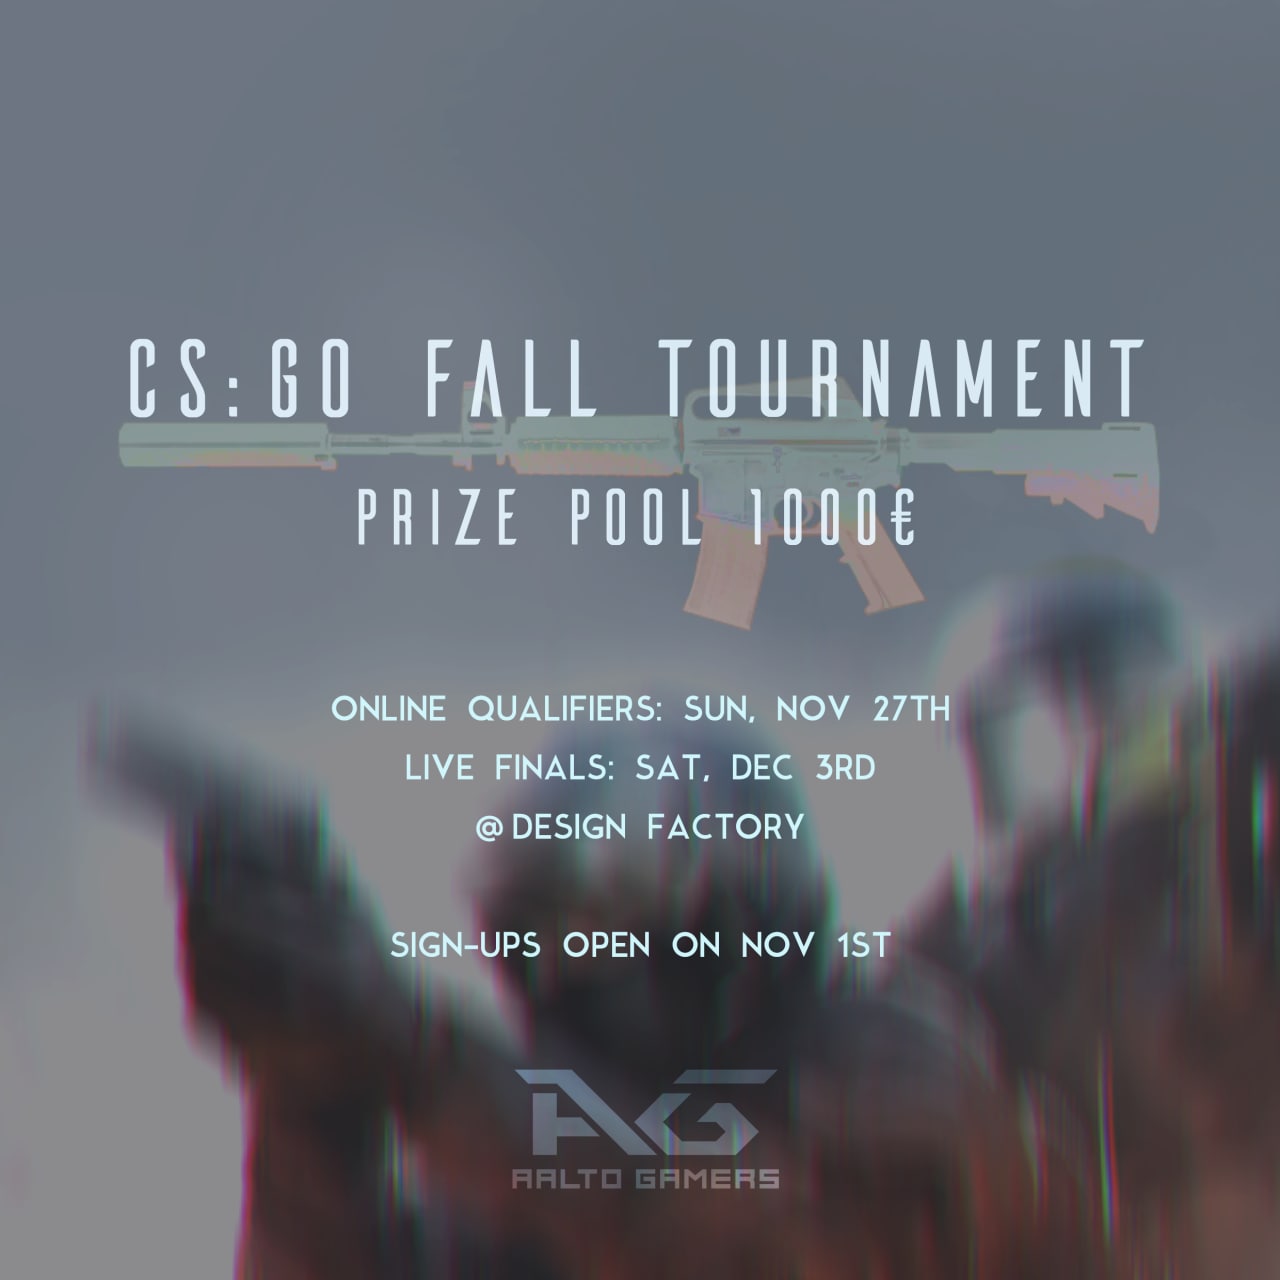 CS:GO FALL TOURNAMENT
PRIZE POOL 1000€
ONLINE QUALIFIERS: SUN, NOV 27TH
LIVE FINALS: SAT, DEC 3RD
@ DESIGN FACTORY
SIGN-UPS OPEN ON NOV 1ST
AG
AALTO GAMERS